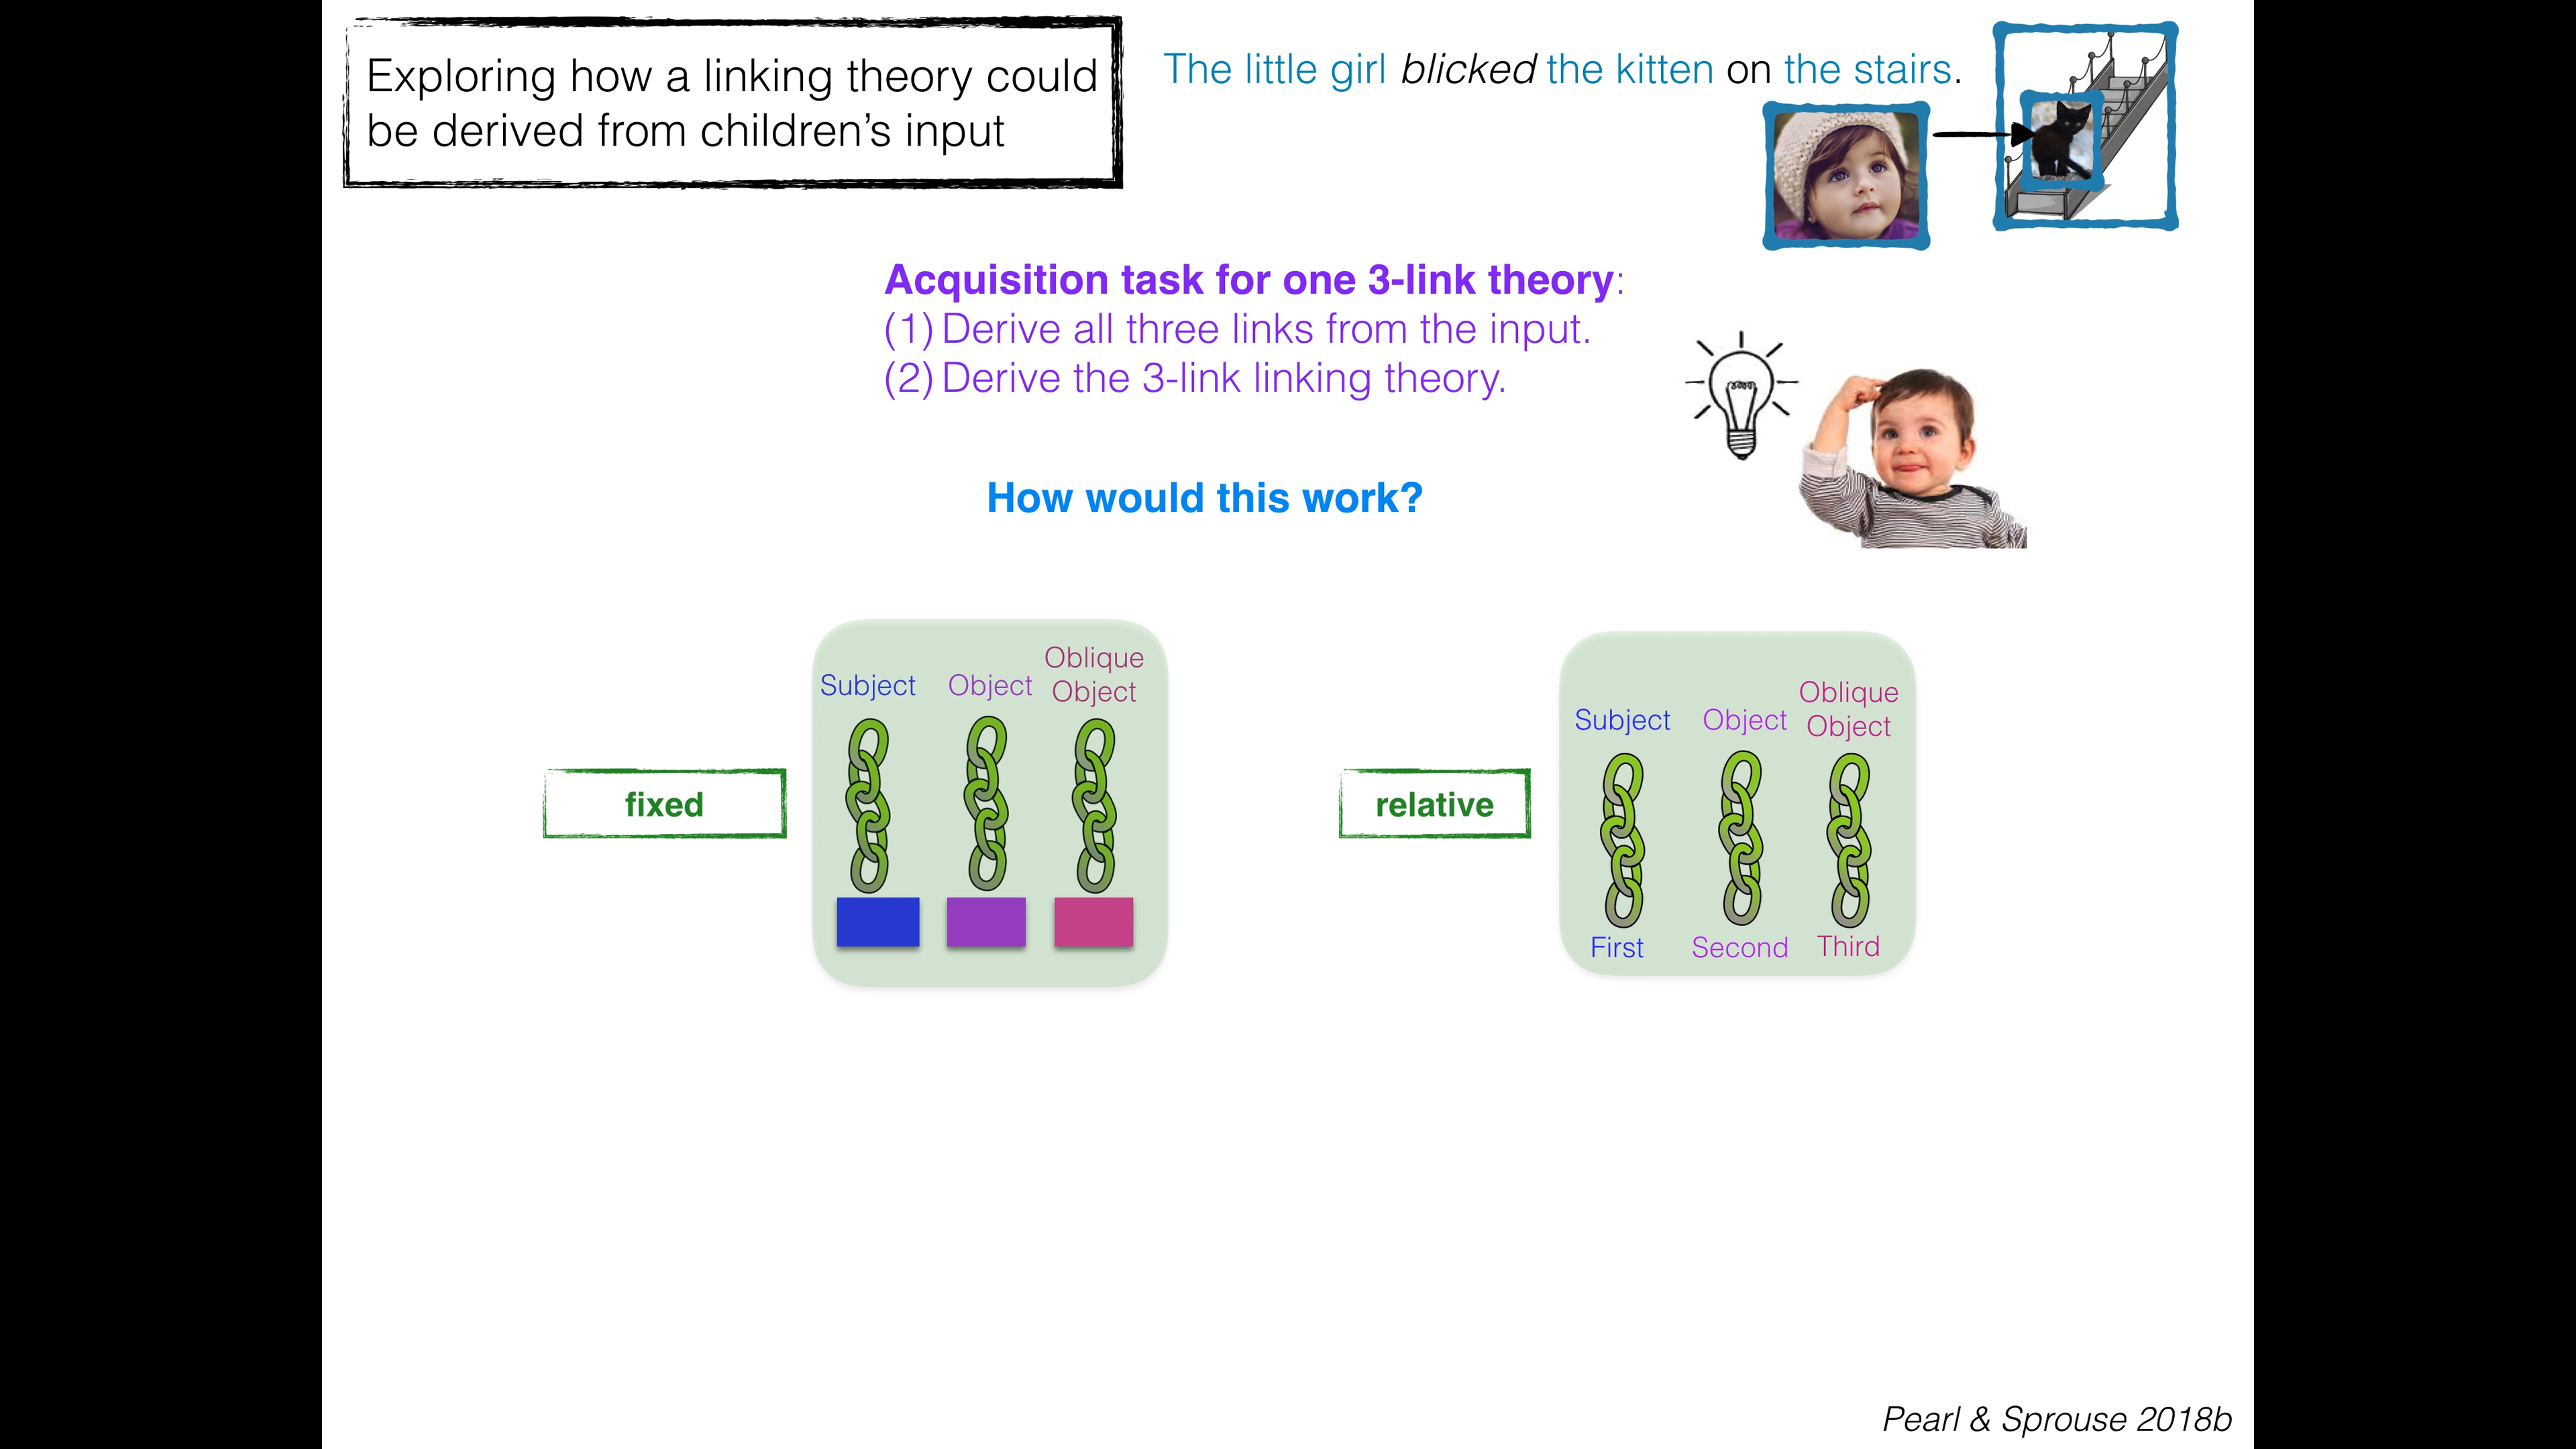 Exploring how a linking theory could
be derived from children’s input
The little girl blicked the kitten on the stairs.
Acquisition task for one 3-link theory:
(1) Derive all three links from the input.
(2) Derive the 3-link linking theory.
How would this work?
fixed
Subject Object Oblique
Object
relative
Subject Object Oblique
Object
First Second Third
Pearl & Sprouse 2018b